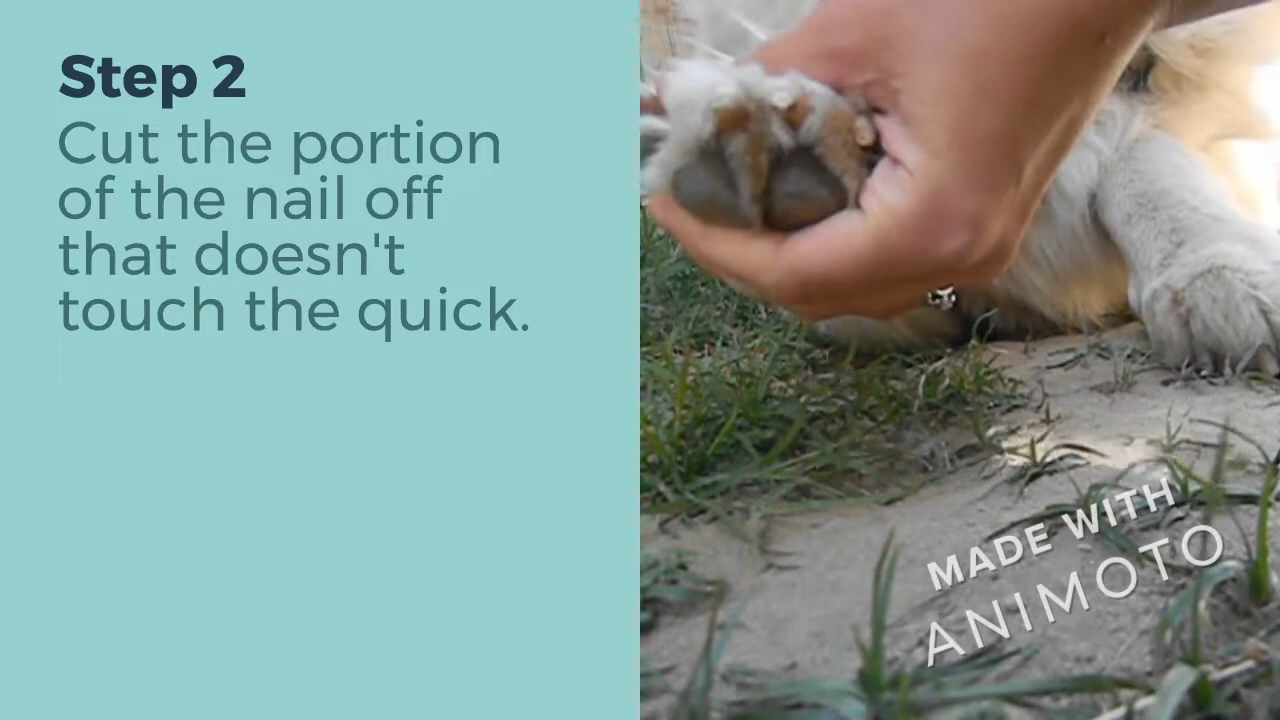 Step 2
Cut the portion
of the nail off
that doesn't
touch the quick.
MADE WITH
ANIMOTO